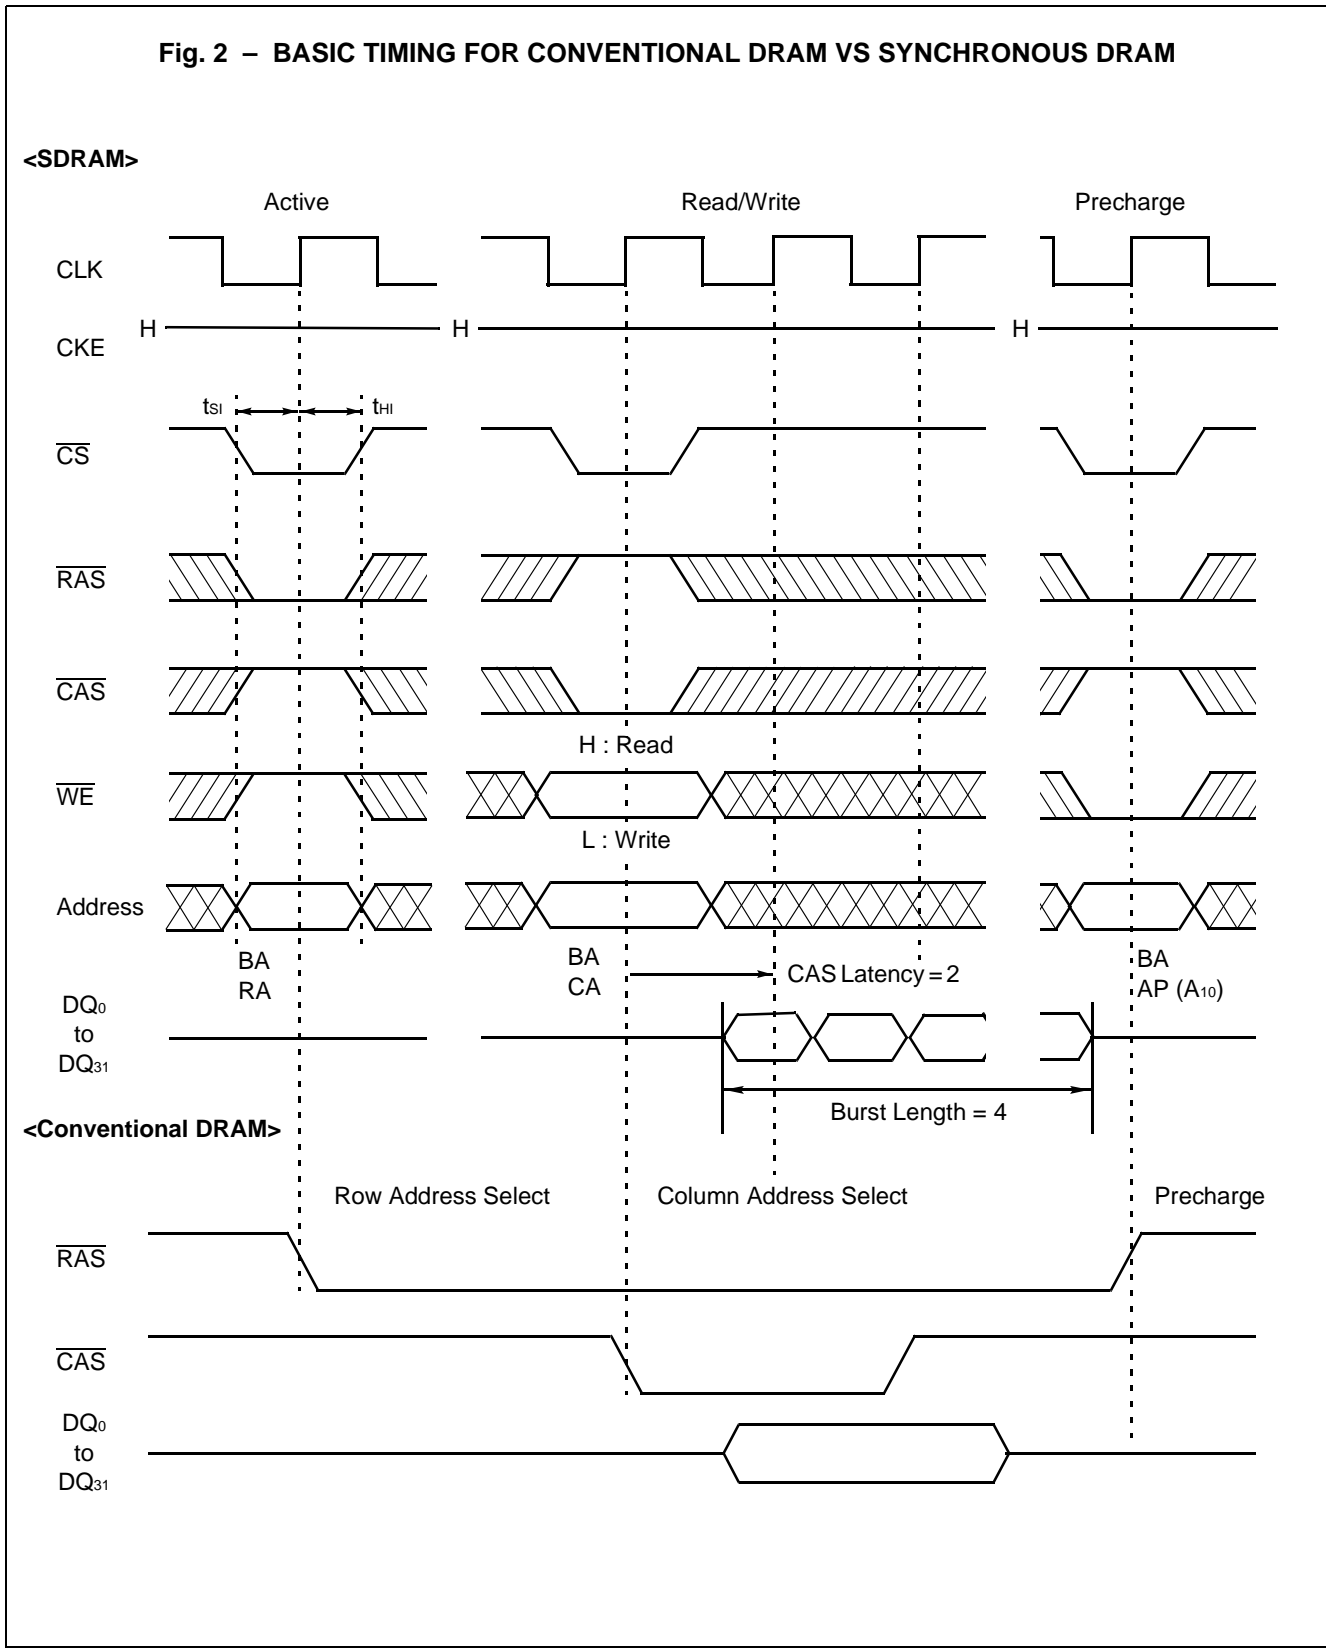 Fig. 2 – BASIC TIMING FOR CONVENTIONAL DRAM VS SYNCHRONOUS DRAM
<SDRAM>
Active Read/Write Precharge
CLK
H H H
CKE
tSI tHI
CS
RAS
CAS
H : Read
WE
L : Write
Address
BA
RA
BA
CA
CAS Latency = 2
BA
AP (A10)
DQ0
to
DQ31
Burst Length = 4
<Conventional DRAM>
Row Address Select Column Address Select Precharge
RAS
CAS
DQ0
to
DQ31